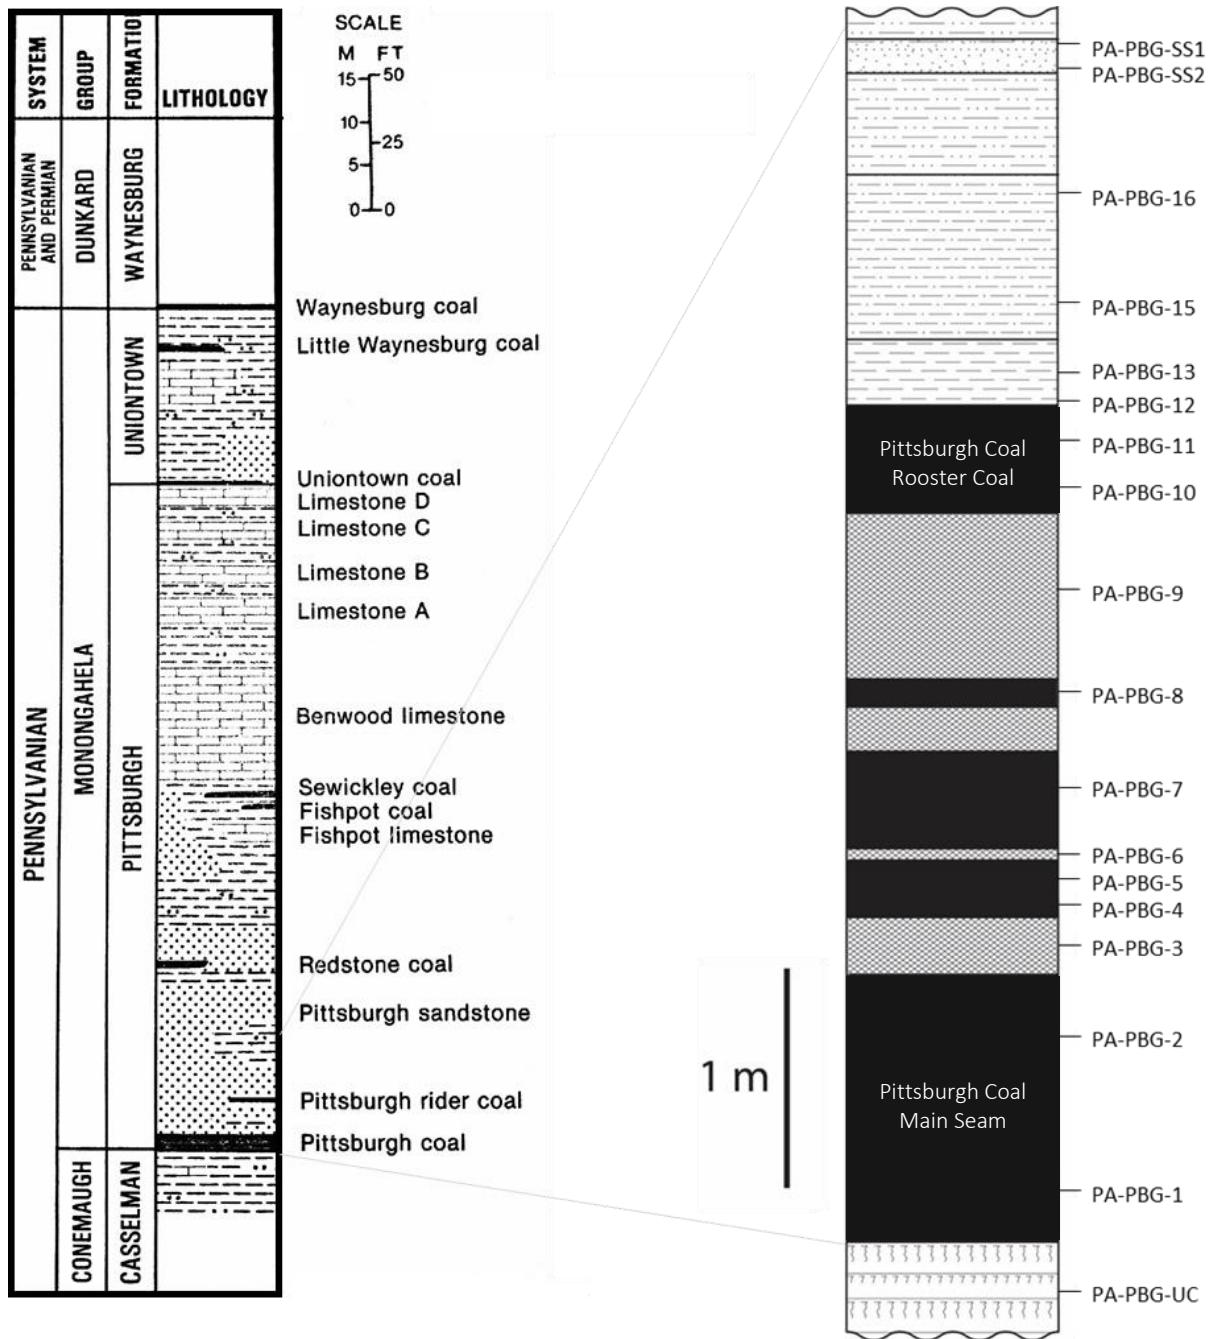 SYSTEM
GROUP
FORMATION
LITHOLOGY
SCALE
M FT
15 50
10
25
5
0 0
PENNSYLVANIAN
AND PERMIAN
DUNKARD
WAYNESBURG
PENNSYLVANIAN
MONONGAHELA
UNIONTOWN
PITTSBURGH
CONEMAUGH
CASSELMAN
Waynesburg coal
Little Waynesburg coal
Uniontown coal
Limestone D
Limestone C
Limestone B
Limestone A
Benwood limestone
Sewickley coal
Fishpot coal
Fishpot limestone
Redstone coal
Pittsburgh sandstone
Pittsburgh rider coal
Pittsburgh coal
1 m
Pittsburgh Coal
Rooster Coal
Pittsburgh Coal
Main Seam
PA-PBG-SS1
PA-PBG-SS2
PA-PBG-16
PA-PBG-15
PA-PBG-13
PA-PBG-12
PA-PBG-11
PA-PBG-10
PA-PBG-9
PA-PBG-8
PA-PBG-7
PA-PBG-6
PA-PBG-5
PA-PBG-4
PA-PBG-3
PA-PBG-2
PA-PBG-1
PA-PBG-UC